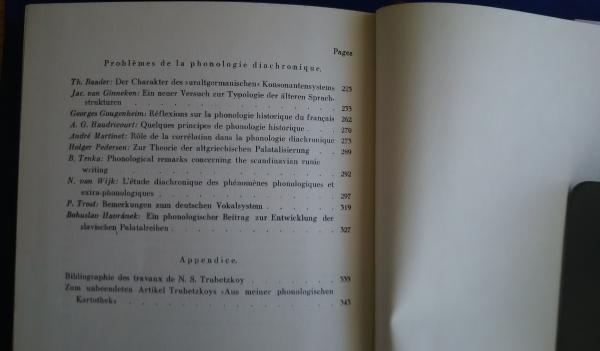 Pages
Problèmes de la phonologie diachronique.
Th. Baader: Der Charakter des »uraltgermanischen« Konsonantensystems 225
Jac. van Ginneken: Ein neuer Versuch zur Typologie der älteren Sprach-
strukturen . . . . . . . . . . . . . . . . 233
Georges Gougenheim: Réflexions sur la phonologie historique du français 262
A. G. Haudricourt: Quelques principes de phonologie historique . . . 270
André Martinet: Rôle de la corrélation dans la phonologie diachronique 273
Holger Pedersen: Zur Theorie der altgriechischen Palatalisierung . . 289
B. Trnka: Phonological remarks concerning the scandinavian runic
writing . . . . . . . . . . . . . . . . . 292
N. van Wijk: L'étude diachronique des phénomènes phonologiques et
extra-phonologiques . . . . . . . . . . . . . . 297
P. Trost: Bemerkungen zum deutschen Vokalsystem . . . . . . 319
Bohuslav Havránek: Ein phonologischer Beitrag zur Entwicklung der
slavischen Palatalreihen . . . . . . . . . . . . . 327
Appendice.
Bibliographie des travaux de N. S. Trubetzkoy . . . . . . . 335
Zum unbeendeten Artikel Trubetzkoys »Aus meiner phonologischen
Kartothek« . . . . . . . . . . . . . . . . 343